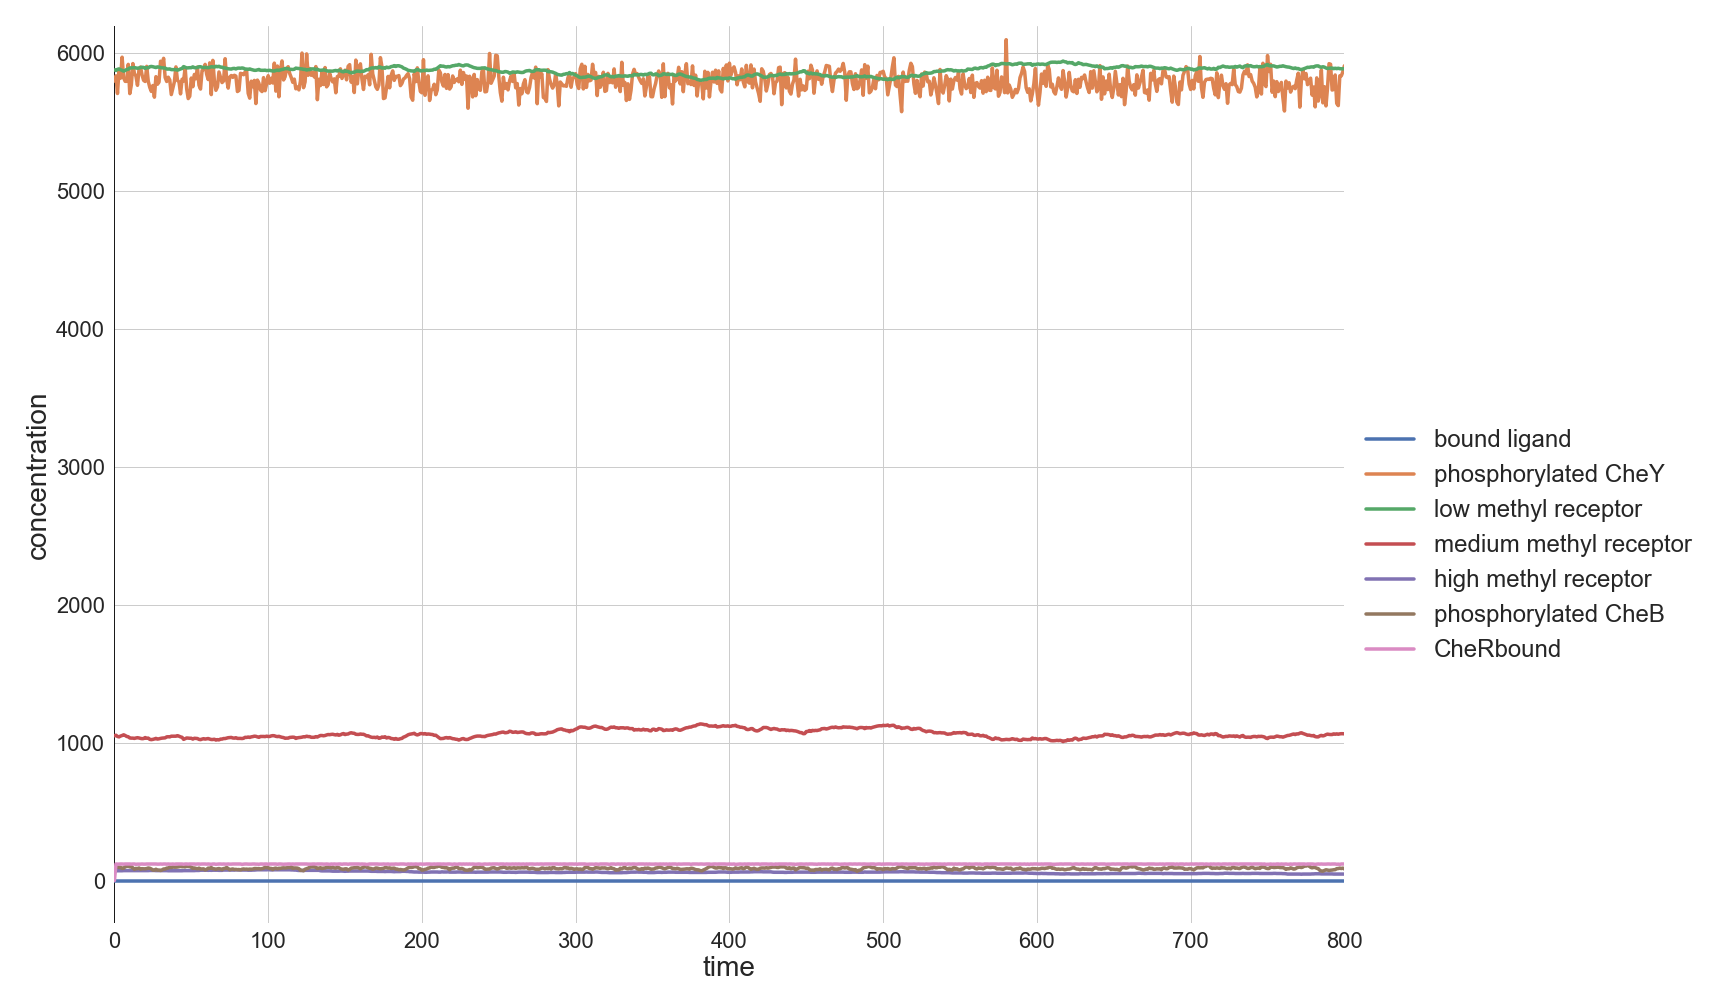 6000
5000
4000
3000
2000
1000
0
concentration
0 100 200 300 400 500 600 700 800
time
bound ligand
phosphorylated CheY
low methyl receptor
medium methyl receptor
high methyl receptor
phosphorylated CheB
CheRbound